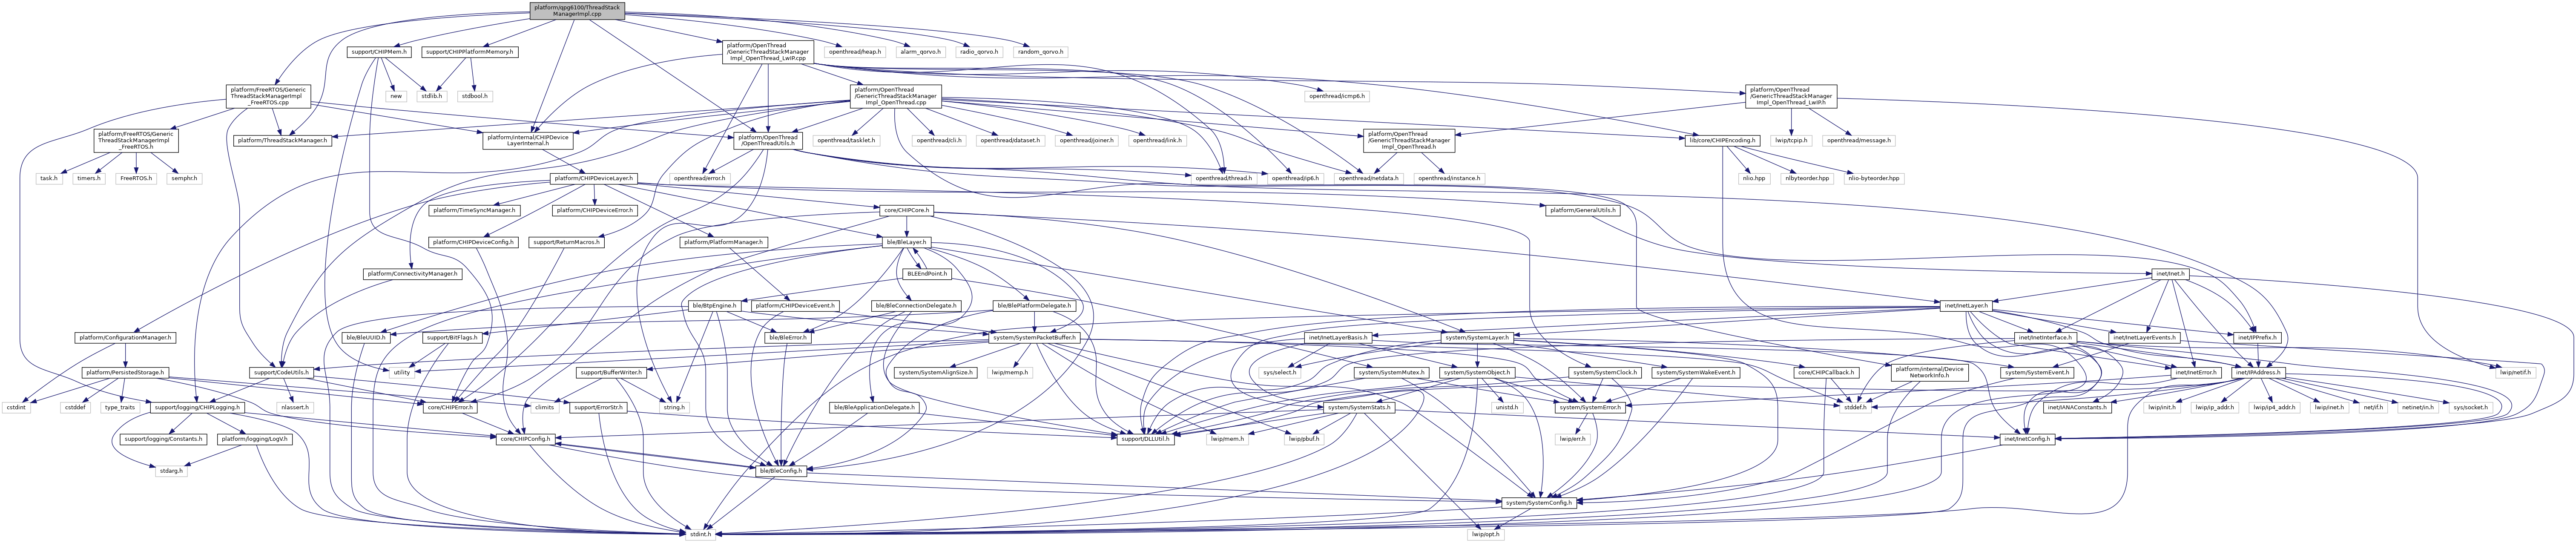 platform/qpg6100/ThreadStack
ManagerImpl.cpp
support/CHIPMem.h
support/CHIPPlatformMemory.h
platform/OpenThread
/GenericThreadStackManager
Impl_OpenThread_LwIP.cpp
openthread/heap.h
alarm_qorvo.h
radio_qorvo.h
random_qorvo.h
platform/FreeRTOS/Generic
ThreadStackManagerImpl
_FreeRTOS.cpp
new
stdlib.h
stdbool.h
platform/OpenThread
/GenericThreadStackManager
Impl_OpenThread.cpp
openthread/icmp6.h
platform/OpenThread
/GenericThreadStackManager
Impl_OpenThread_LwIP.h
platform/FreeRTOS/Generic
ThreadStackManagerImpl
_FreeRTOS.h
platform/ThreadStackManager.h
platform/internal/CHIPDevice
LayerInternal.h
platform/OpenThread
/OpenThreadUtils.h
openthread/tasklet.h
openthread/cli.h
openthread/dataset.h
openthread/joiner.h
openthread/link.h
platform/OpenThread
/GenericThreadStackManager
Impl_OpenThread.h
lib/core/CHIPEncoding.h
lwip/tcpip.h
openthread/message.h
task.h
timers.h
FreeRTOS.h
semphr.h
platform/CHIPDeviceLayer.h
openthread/error.h
openthread/thread.h
openthread/ip6.h
openthread/netdata.h
openthread/instance.h
nlio.hpp
nlbyteorder.hpp
nlio-byteorder.hpp
platform/TimeSyncManager.h
platform/CHIPDeviceError.h
core/CHIPCore.h
platform/GeneralUtils.h
platform/CHIPDeviceConfig.h
support/ReturnMacros.h
platform/PlatformManager.h
ble/BleLayer.h
platform/ConnectivityManager.h
BLEEndPoint.h
inet/Inet.h
ble/BtpEngine.h
platform/CHIPDeviceEvent.h
ble/BleConnectionDelegate.h
ble/BlePlatformDelegate.h
inet/InetLayer.h
platform/ConfigurationManager.h
ble/BleUUID.h
support/BitFlags.h
ble/BleError.h
system/SystemPacketBuffer.h
inet/InetLayerBasis.h
system/SystemLayer.h
inet/InetInterface.h
inet/InetLayerEvents.h
inet/IPPrefix.h
platform/PersistedStorage.h
support/CodeUtils.h
utility
support/BufferWriter.h
system/SystemAlignSize.h
lwip/memp.h
sys/select.h
system/SystemMutex.h
system/SystemObject.h
system/SystemClock.h
system/SystemWakeEvent.h
core/CHIPCallback.h
platform/internal/Device
NetworkInfo.h
system/SystemEvent.h
inet/InetError.h
inet/IPAddress.h
lwip/netif.h
cstdint
cstddef
type_traits
support/logging/CHIPLogging.h
nlassert.h
core/CHIPError.h
climits
support/ErrorStr.h
string.h
ble/BleApplicationDelegate.h
system/SystemStats.h
unistd.h
system/SystemError.h
stddef.h
inet/IANAConstants.h
lwip/init.h
lwip/ip_addr.h
lwip/ip4_addr.h
lwip/inet.h
net/if.h
netinet/in.h
sys/socket.h
support/logging/Constants.h
platform/logging/LogV.h
core/CHIPConfig.h
support/DLLUtil.h
lwip/mem.h
lwip/pbuf.h
lwip/err.h
inet/InetConfig.h
stdarg.h
ble/BleConfig.h
system/SystemConfig.h
stdint.h
lwip/opt.h